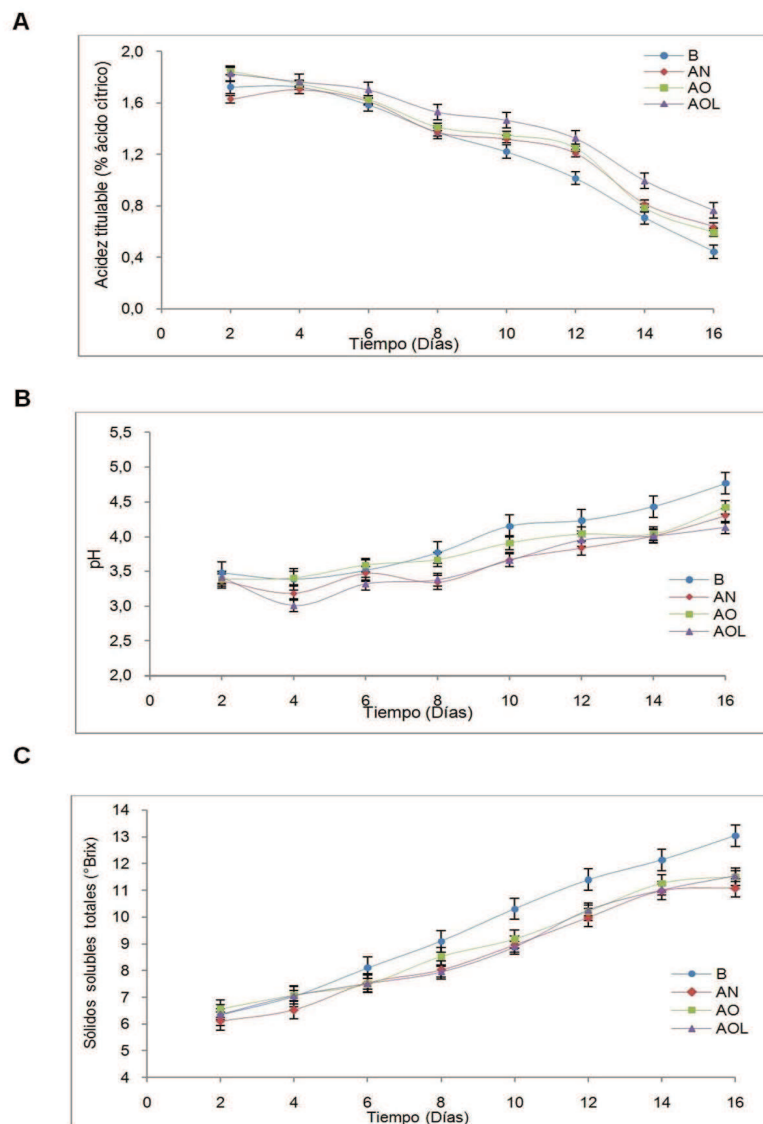 A
Acidez titulable (% ácido cítrico)
2,0
1,6
1,2
0,8
0,4
0,0
B
AN
AO
AOL
0 2 4 6 8 10 12 14 16
Tiempo (Días)
B
pH
5,5
5,0
4,5
4,0
3,5
3,0
2,5
2,0
B
AN
AO
AOL
0 2 4 6 8 10 12 14 16
Tiempo (Días)
C
Sólidos solubles totales (°Brix)
14
13
12
11
10
9
8
7
6
5
4
B
AN
AO
AOL
0 2 4 6 8 10 12 14 16
Tiempo (Días)